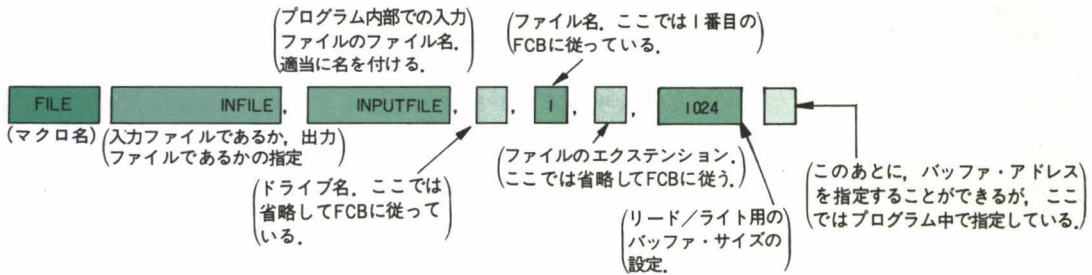 (プログラム内部での入力
ファイルのファイル名.
適当に名を付ける.)
(ファイル名. ここでは1番目の
FCBに従っている.)
FILE INFILE, INPUTFILE, , 1, , 1024
(マクロ名)
(入力ファイルであるか, 出力
ファイルであるかの指定)
(ドライブ名. ここでは
省略してFCBに従って
いる.)
(ファイルのエクステンション.
ここでは省略してFCBに従う.)
(リード/ライト用の
バッファ・サイズの
設定.)
(このあとに, バッファ・アドレス
を指定することができるが, ここ
ではプログラム中で指定している.)